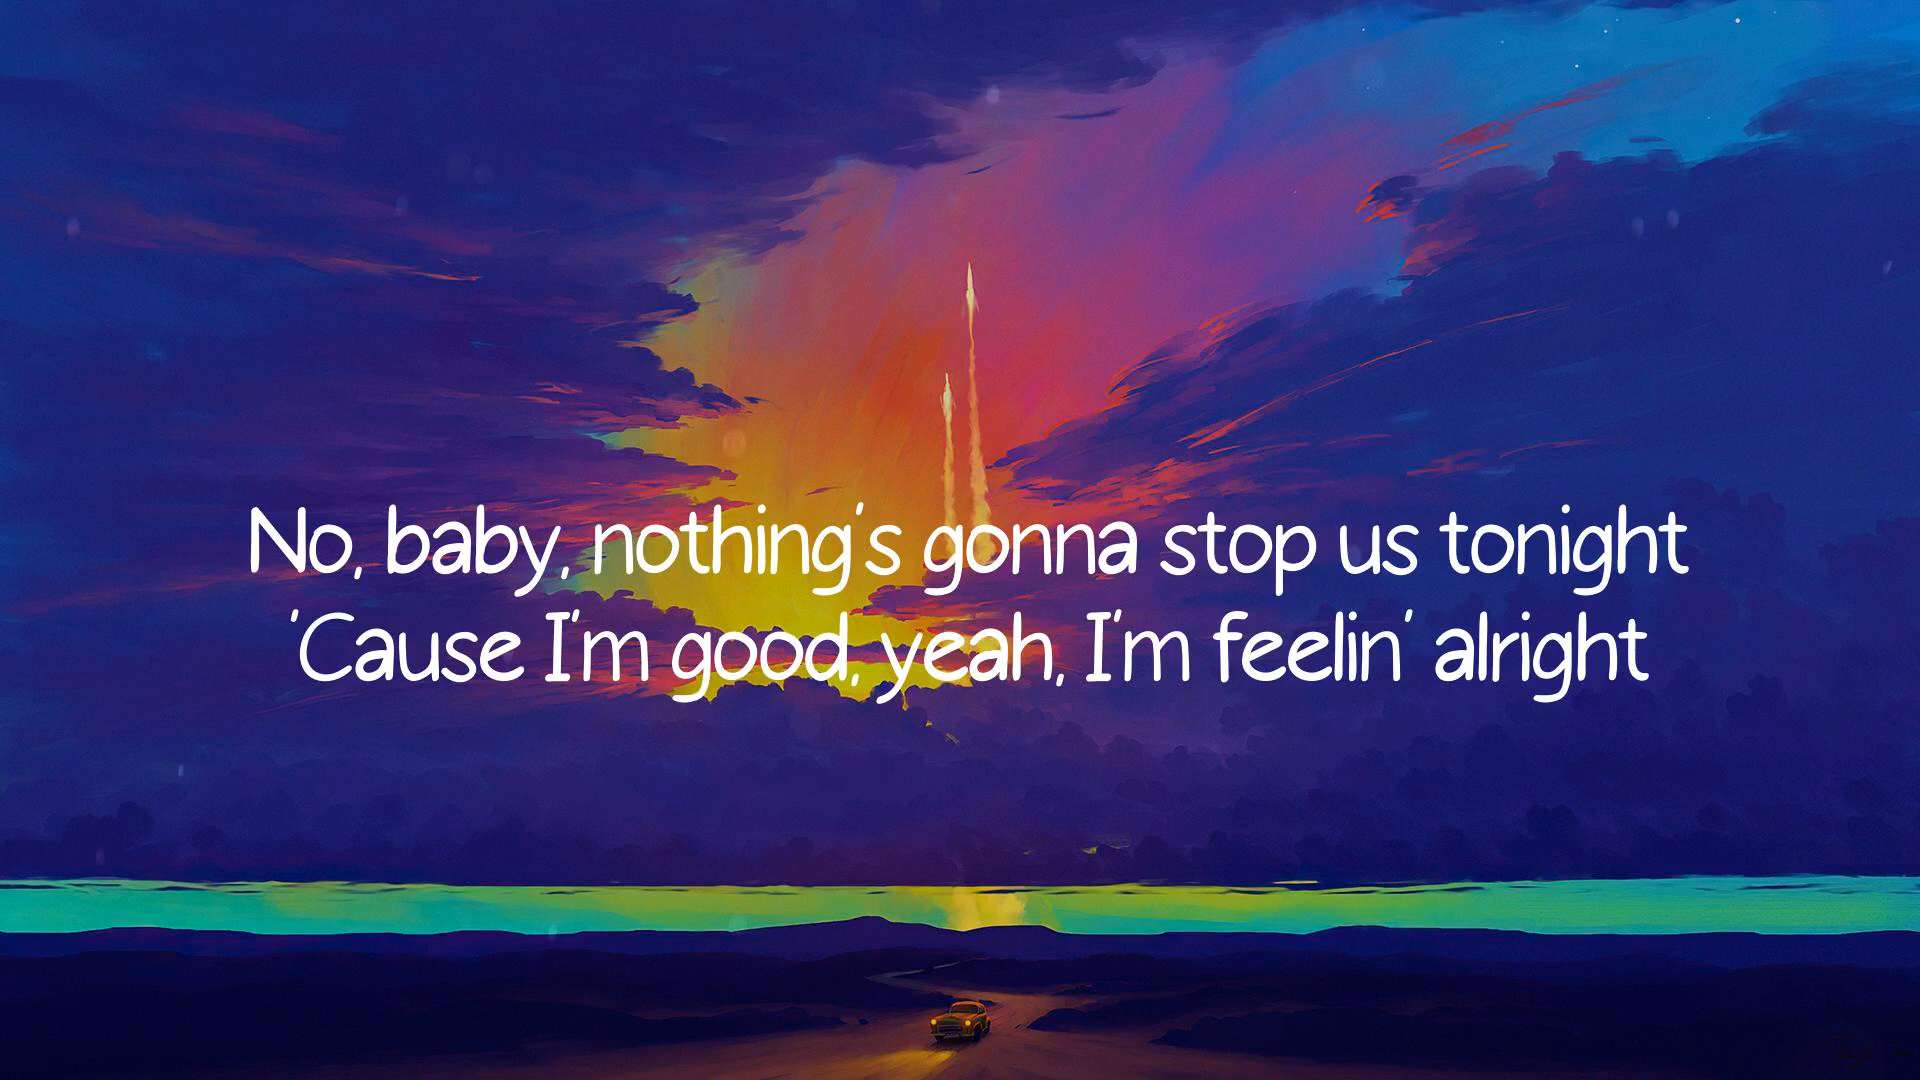 No, baby, nothing's gonna stop us tonight
'Cause I'm good, yeah, I'm feelin' alright